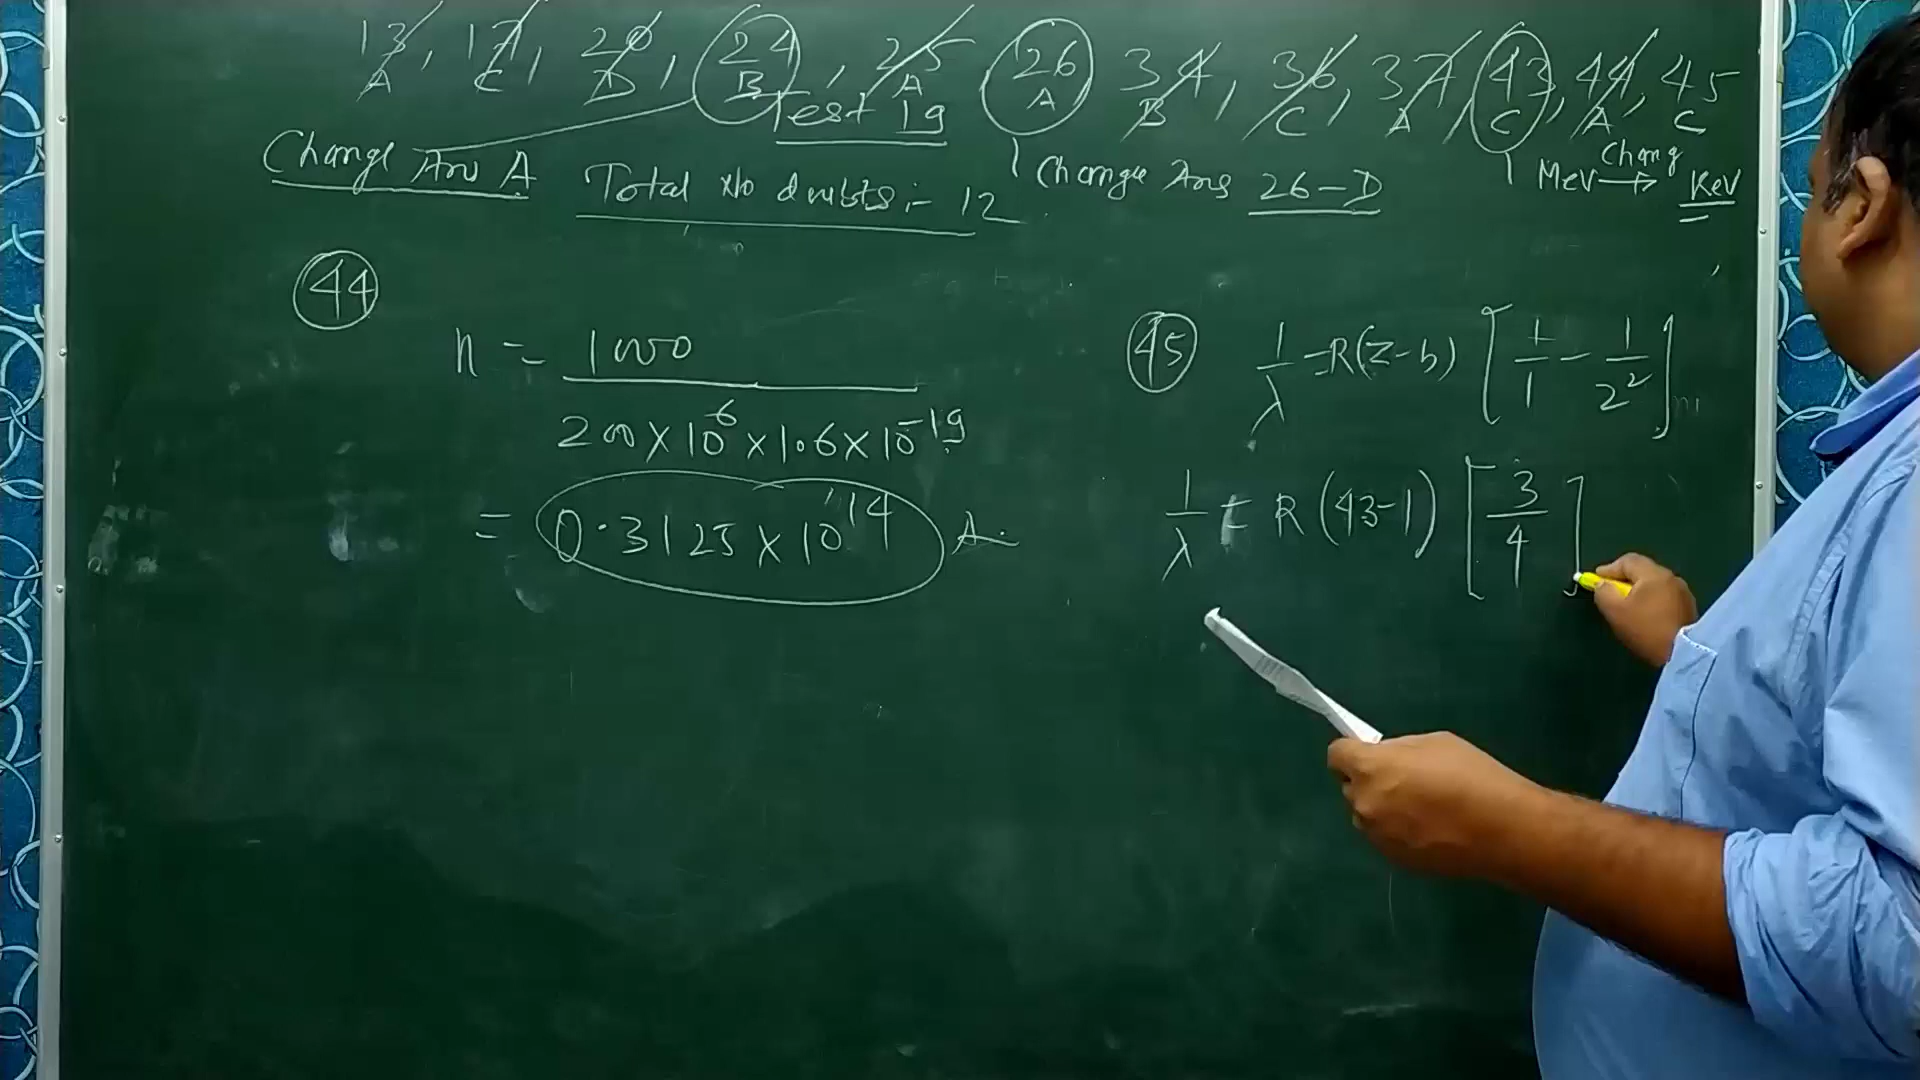 13, 17, 20, 24, 25, 26 34, 36, 37, 43, 44, 45
A C D B A A B C A C A C
Test 19
Change Ans A
Total No doubts:- 12
Change Ans 26-D
Chang
MeV → KeV
44
n = 1000
200 x 10^6 x 1.6 x 10^-19
= 0.3125 x 10^14 A.
45 1/λ = R(z-b) [1/1 - 1/2^2]
1/λ = R (43-1) [3/4]